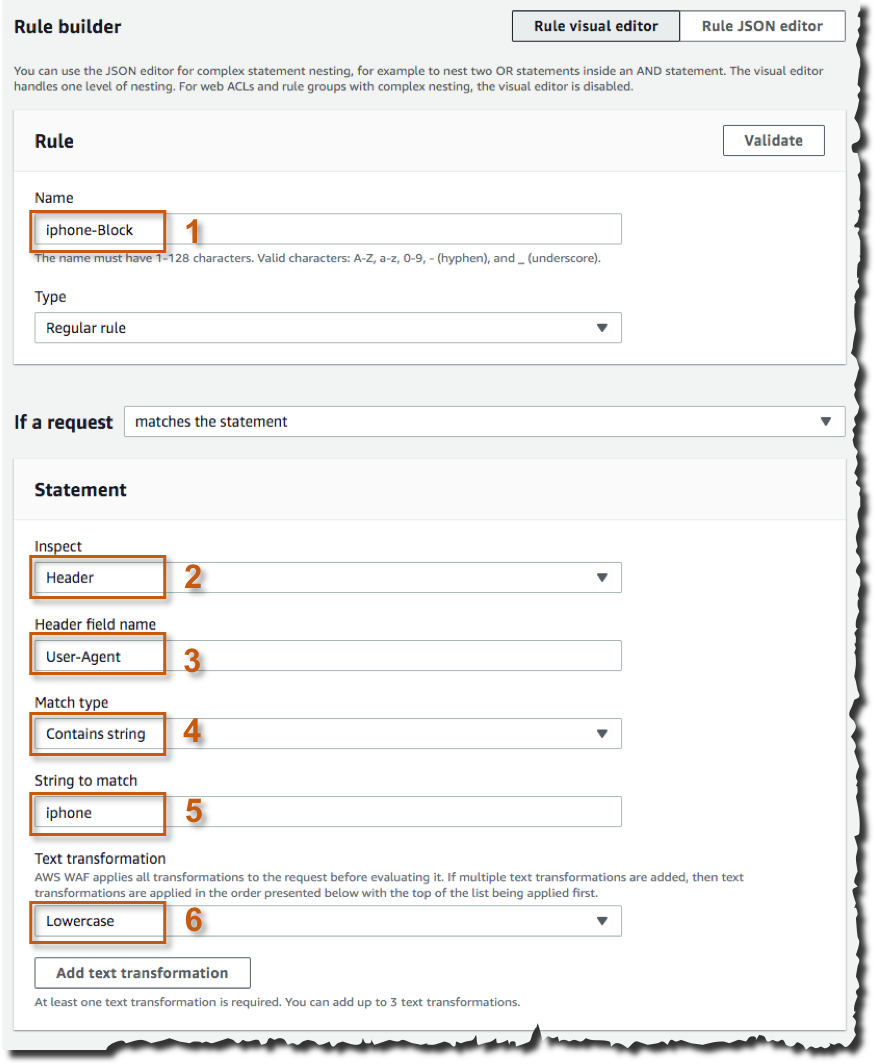 Rule builder
Rule visual editor
Rule JSON editor
You can use the JSON editor for complex statement nesting, for example to nest two OR statements inside an AND statement. The visual editor
handles one level of nesting. For web ACLs and rule groups with complex nesting, the visual editor is disabled.
Rule
Validate
Name
iphone-Block
1
The name must have 1-128 characters. Valid characters: A-Z, a-z, 0-9, - (hyphen), and _ (underscore).
Type
Regular rule
If a request
matches the statement
Statement
Inspect
Header
2
Header field name
User-Agent
3
Match type
Contains string
4
String to match
iphone
5
Text transformation
AWS WAF applies all transformations to the request before evaluating it. If multiple text transformations are added, then text
transformations are applied in the order presented below with the top of the list being applied first.
Lowercase
6
Add text transformation
At least one text transformation is required. You can add up to 3 text transformations.